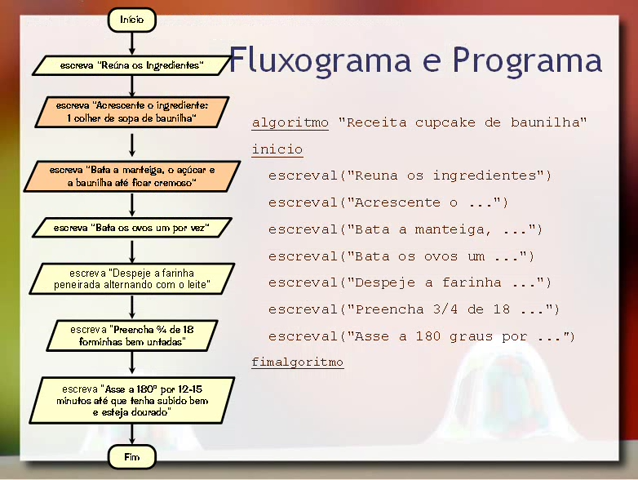 Fluxograma e Programa
Início
escreva "Reúna os Ingredientes"
escreva "Acrescente o ingrediente:
1 colher de sopa de baunilha"
escreva "Bata a manteiga, o açúcar e
a baunilha até ficar cremoso"
escreva "Bata os ovos um por vez"
escreva "Despeje a farinha
peneirada alternando com o leite"
escreva "Preencha ¾ de 18
forminhas bem untadas"
escreva "Asse a 180º por 12-15
minutos até que tenha subido bem
e esteja dourado"
Fim
algoritmo "Receita cupcake de baunilha"
inicio
escreval("Reuna os ingredientes")
escreval("Acrescente o ...")
escreval("Bata a manteiga, ...")
escreval("Bata os ovos um ...")
escreval("Despeje a farinha ...")
escreval("Preencha 3/4 de 18 ...")
escreval("Asse a 180 graus por ...")
fimalgoritmo